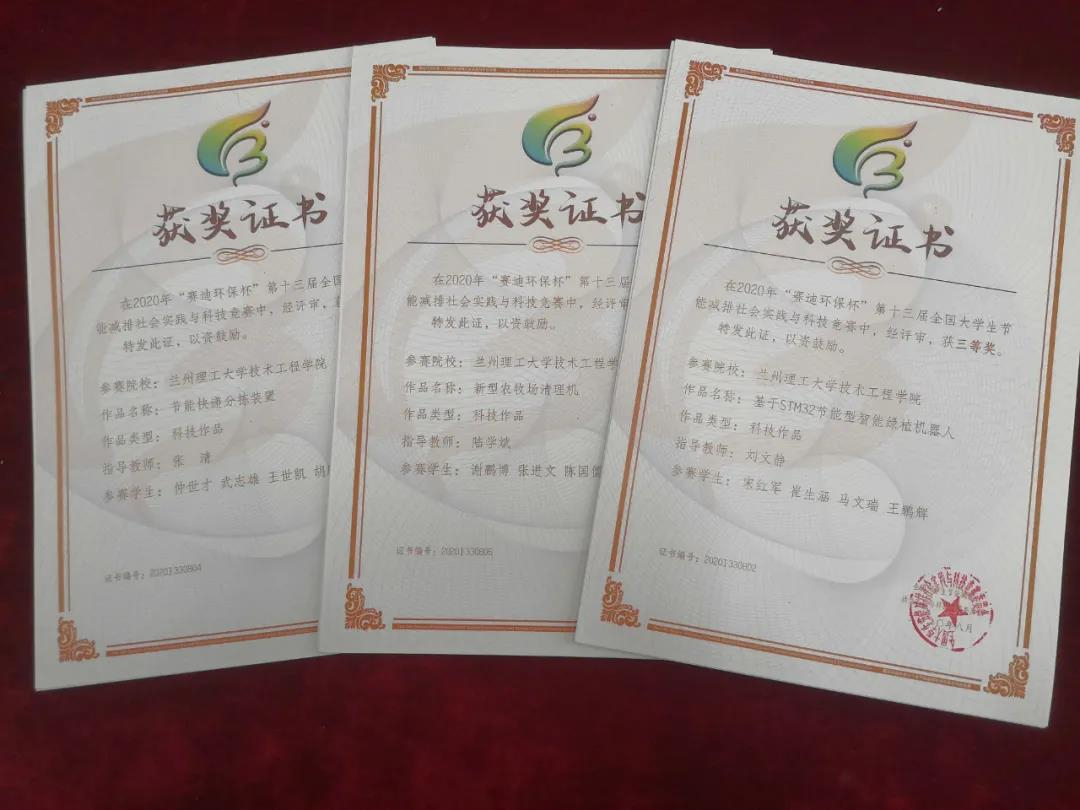 获奖证书
在2020年“赛迪环保杯”第十三届全国
能减排社会实践与科技竞赛中，经评审，
特发此证，以资鼓励。
参赛院校：兰州理工大学技术工程学院
作品名称：节能快递分拣装置
作品类型：科技作品
指导教师：张 清
参赛学生：仲世才 武志雄 王世凯 胡
证书编号：20201330804
获奖证书
在2020年“赛迪环保杯”第十三届
能减排社会实践与科技竞赛中，经评审
特发此证，以资鼓励。
参赛院校：兰州理工大学技术工程学
作品名称：新型农牧场清理机
作品类型：科技作品
指导教师：陆学斌
参赛学生：谢鹏博 张进文 陈国
证书编号：20201330805
获奖证书
在2020年“赛迪环保杯”第十三届全国大学生节
能减排社会实践与科技竞赛中，经评审，获三等奖。
特发此证，以资鼓励。
参赛院校：兰州理工大学技术工程学院
作品名称：基于STM32节能型智能绿植机器人
作品类型：科技作品
指导教师：刘文静
参赛学生：宋红军 崔生涵 马文瑞 王鹏辉
证书编号：20201330802
年八月